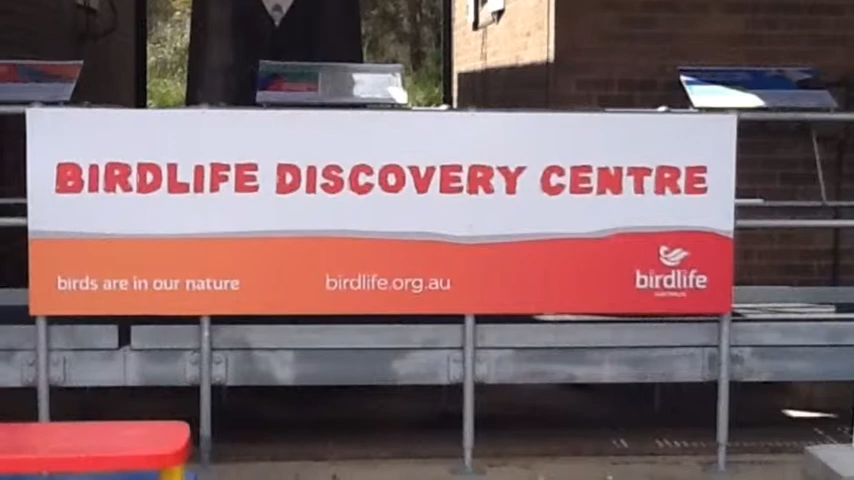 BIRDLIFE DISCOVERY CENTRE
birds are in our nature
birdlife.org.au
birdlife
AUSTRALIA